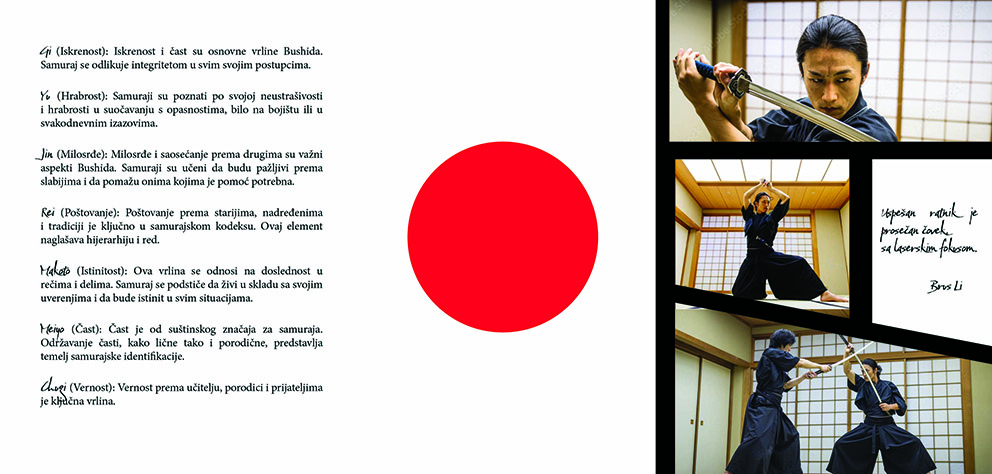 Gi (Iskrenost): Iskrenost i čast su osnovne vrline Bushida.
Samuraj se odlikuje integritetom u svim svojim postupcima.
Yu (Hrabrost): Samuraji su poznati po svojoj neustrašivosti
i hrabrosti u suočavanju s opasnostima, bilo na bojištu ili u
svakodnevnim izazovima.
Jin (Milosrđe): Milosrđe i saosećanje prema drugima su važni
aspekti Bushida. Samuraji su učeni da budu pažljivi prema
slabijima i da pomažu onima kojima je pomoć potrebna.
Rei (Poštovanje): Poštovanje prema starijima, nadređenima
i tradiciji je ključno u samurajskom kodeksu. Ovaj element
naglašava hijerarhiju i red.
Makoto (Istinitost): Ova vrlina se odnosi na doslednost u
rečima i delima. Samuraj se podstiče da živi u skladu sa svojim
uverenjima i da bude istinit u svim situacijama.
Meiyo (Čast): Čast je od suštinskog značaja za samuraja.
Održavanje časti, kako lične tako i porodične, predstavlja
temelj samurajske identifikacije.
Chugi (Vernost): Vernost prema učitelju, porodici i prijateljima
je ključna vrlina.
Uspešan ratnik je
prosečan čovek,
sa laserskim fokusom.
Brus Li